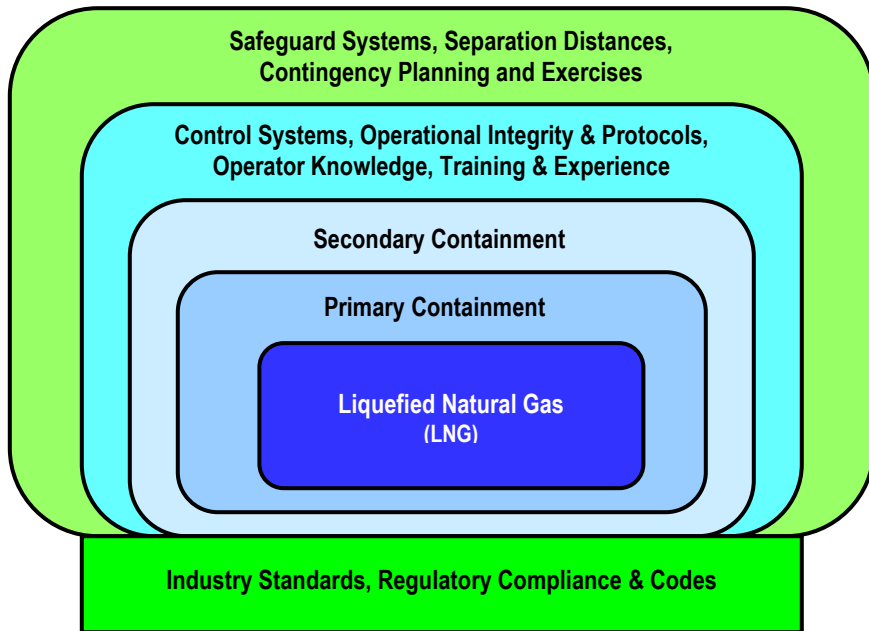 Safeguard Systems, Separation Distances,
Contingency Planning and Exercises
Control Systems, Operational Integrity & Protocols,
Operator Knowledge, Training & Experience
Secondary Containment
Primary Containment
Liquefied Natural Gas
(LNG)
Industry Standards, Regulatory Compliance & Codes